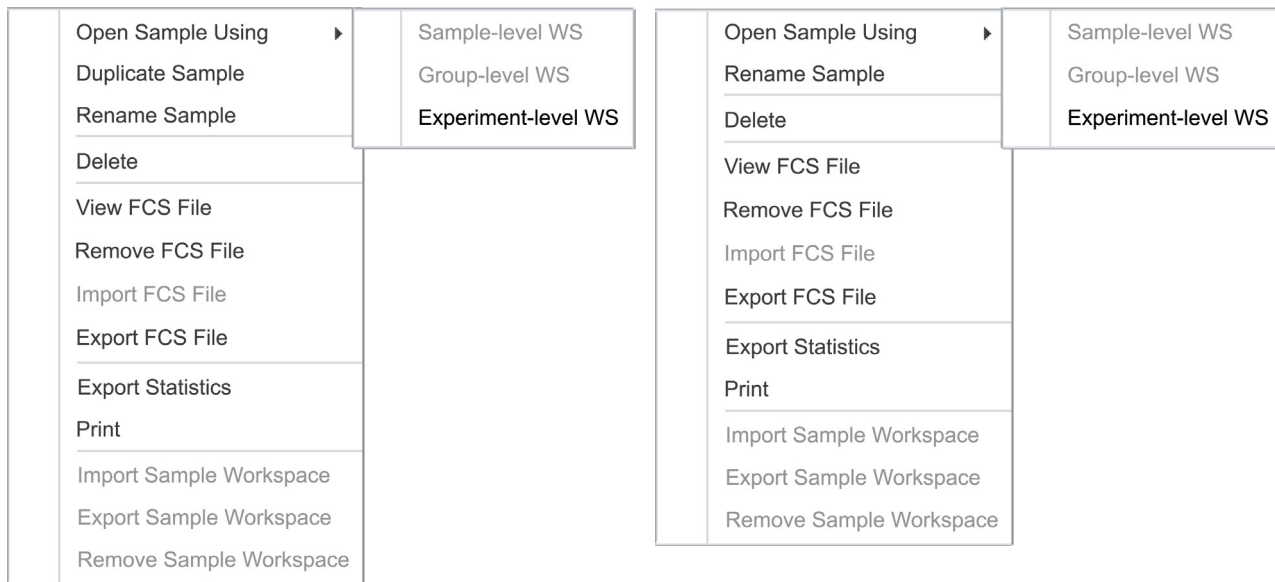 Open Sample Using
Duplicate Sample
Rename Sample
Delete
View FCS File
Remove FCS File
Import FCS File
Export FCS File
Export Statistics
Print
Import Sample Workspace
Export Sample Workspace
Remove Sample Workspace
Sample-level WS
Group-level WS
Experiment-level WS
Open Sample Using
Rename Sample
Delete
View FCS File
Remove FCS File
Import FCS File
Export FCS File
Export Statistics
Print
Import Sample Workspace
Export Sample Workspace
Remove Sample Workspace
Sample-level WS
Group-level WS
Experiment-level WS